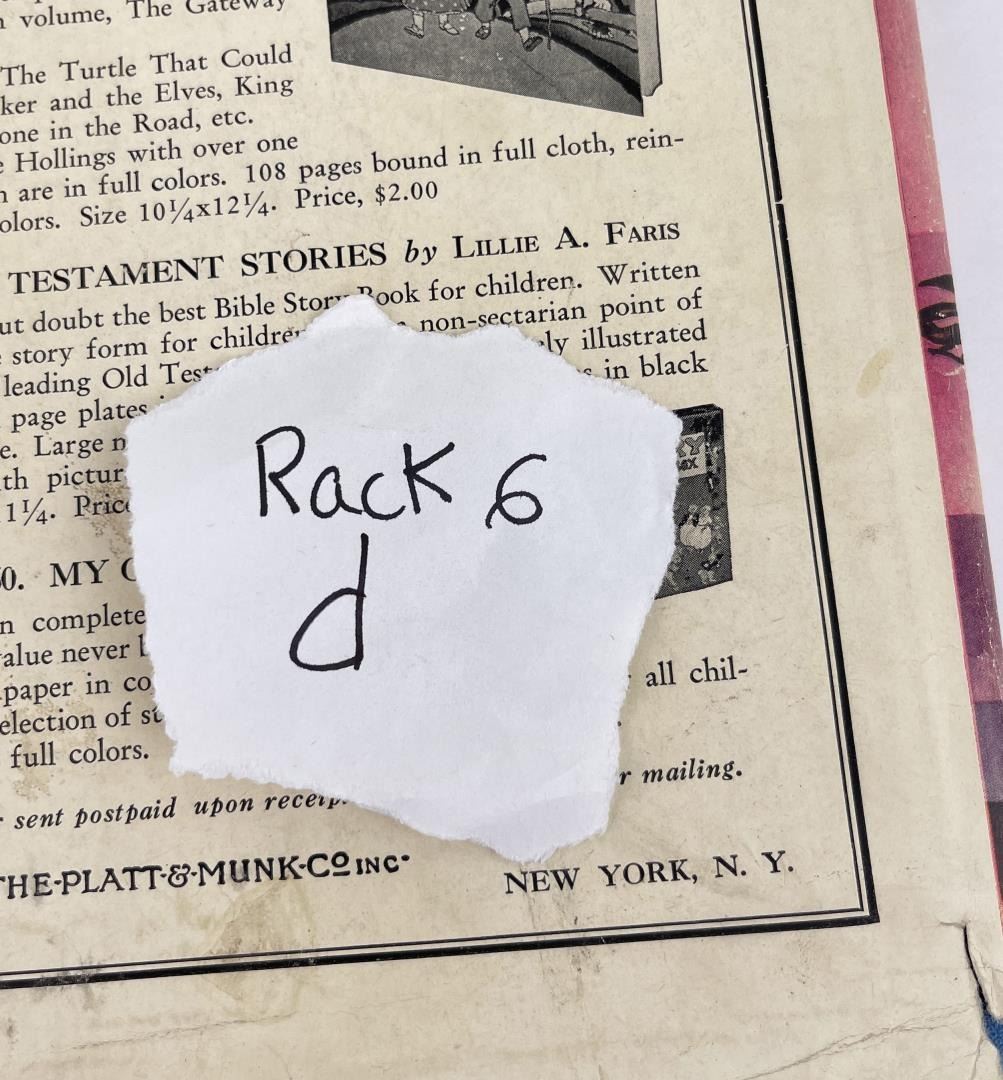 volume, The Gateway
The Turtle That Could
ker and the Elves, King
one in the Road, etc.
Hollings with over one
are in full colors. 108 pages bound in full cloth, rein-
olors. Size 10¼x12¼. Price, $2.00
TESTAMENT STORIES by LILLIE A. FARIS
ut doubt the best Bible Story Book for children. Written
story form for children non-sectarian point of
leading Old Test ly illustrated
page plates in black
e. Large n
th pictur
1¼. Price
0. MY
n complete
alue never
paper in co all chil-
election of st
full colors.
sent postpaid upon receip r mailing.
THE·PLATT·&·MUNK·Cº INC·
NEW YORK, N. Y.
Rack 6
d